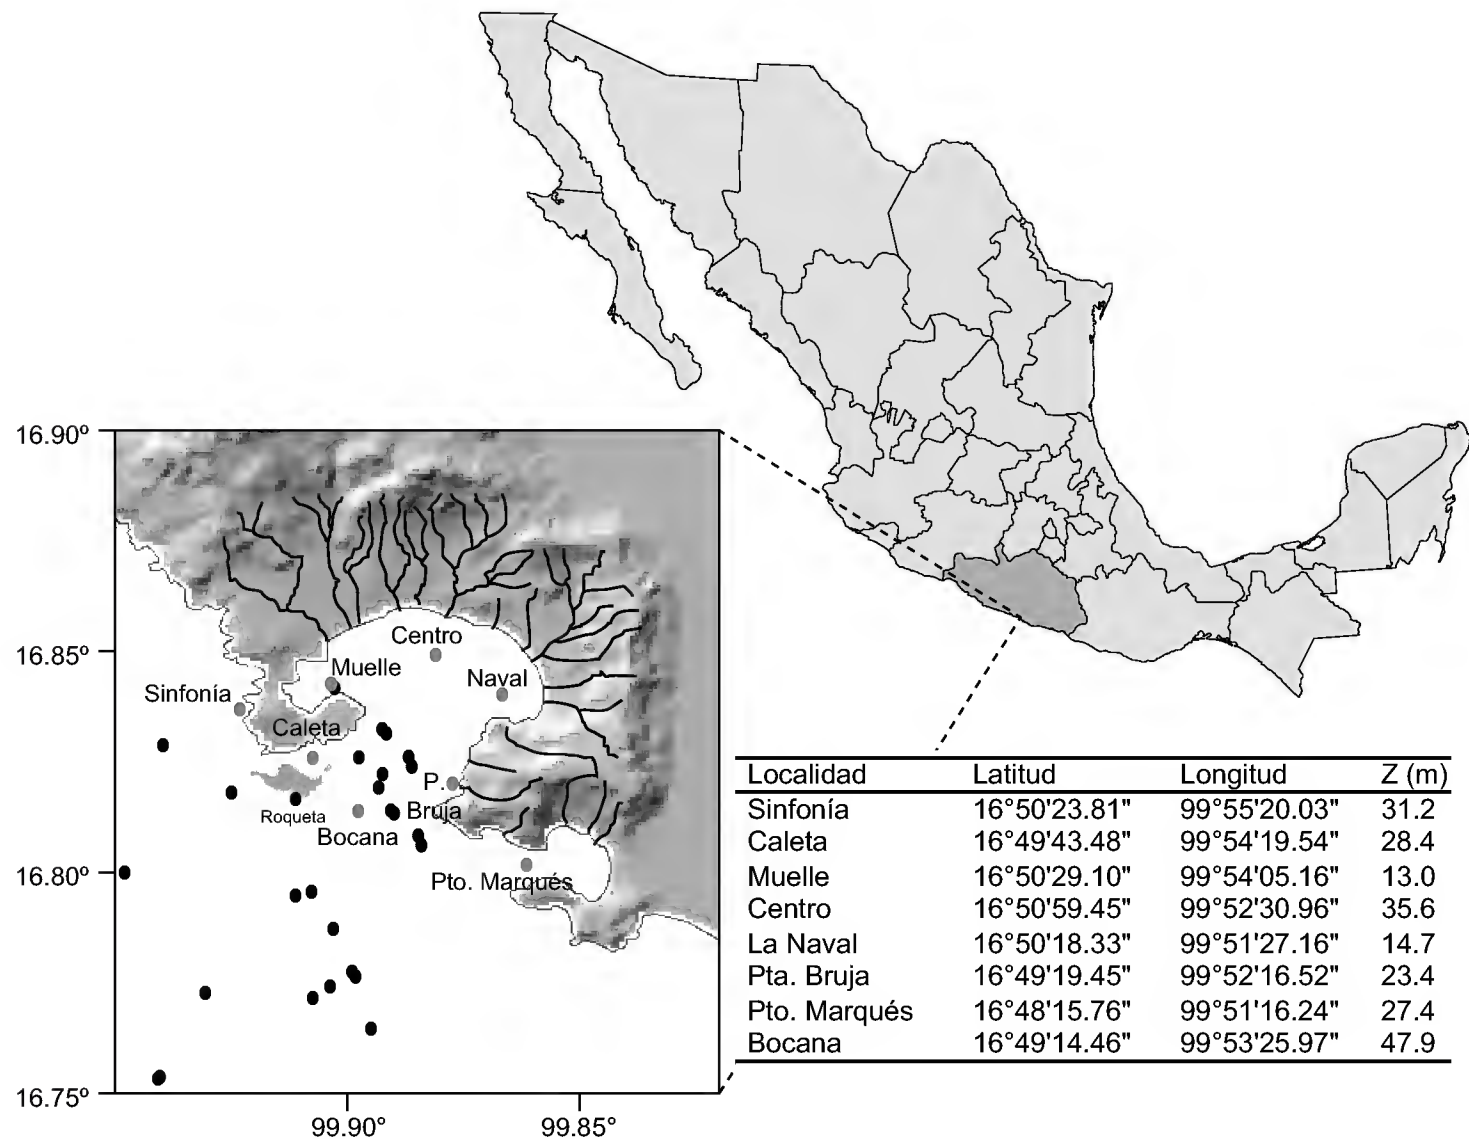 16.90º
16.85º
16.80º
16.75º
99.90°
99.85°
Centro
Muelle
Naval
Sinfonía
Caleta
P.
Bruja
Roqueta
Bocana
Pto. Marqués
Localidad Latitud Longitud Z (m)
Sinfonía 16°50'23.81" 99°55'20.03" 31.2
Caleta 16°49'43.48" 99°54'19.54" 28.4
Muelle 16°50'29.10" 99°54'05.16" 13.0
Centro 16°50'59.45" 99°52'30.96" 35.6
La Naval 16°50'18.33" 99°51'27.16" 14.7
Pta. Bruja 16°49'19.45" 99°52'16.52" 23.4
Pto. Marqués 16°48'15.76" 99°51'16.24" 27.4
Bocana 16°49'14.46" 99°53'25.97" 47.9